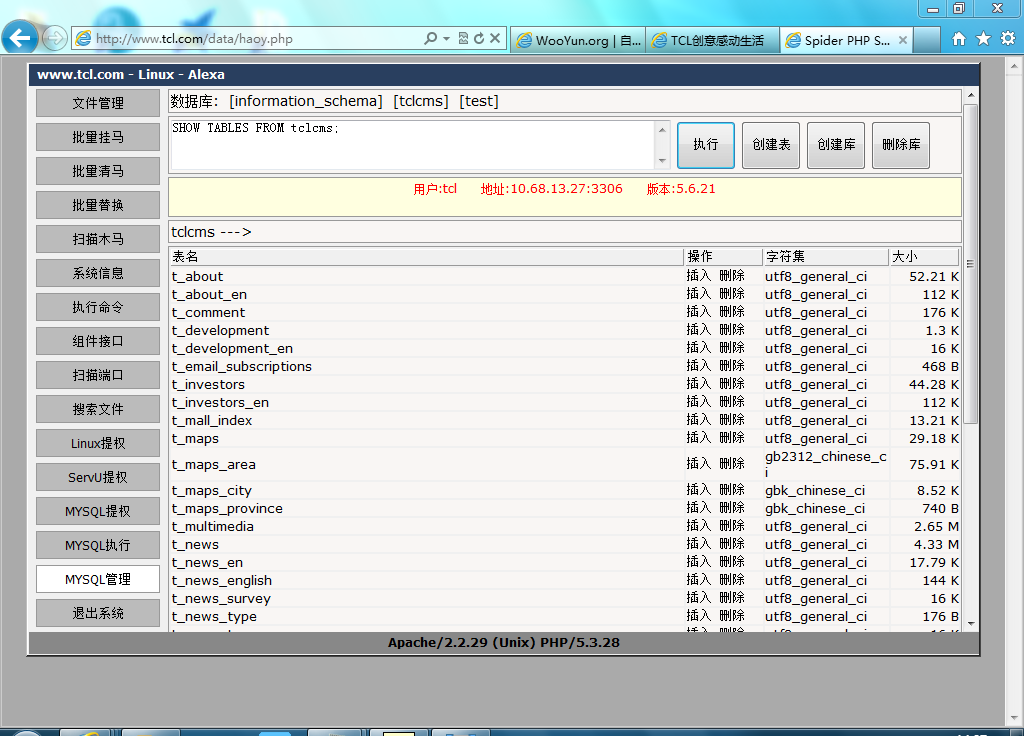 http://www.tcl.com/data/haoy.php
WooYun.org | 自...
TCL创意感动生活
Spider PHP S...
www.tcl.com - Linux - Alexa
文件管理
批量挂马
批量清马
批量替换
扫描木马
系统信息
执行命令
组件接口
扫描端口
搜索文件
Linux提权
ServU提权
MYSQL提权
MYSQL执行
MYSQL管理
退出系统
数据库: [information_schema] [tclcms] [test]
SHOW TABLES FROM tclcms;
执行 创建表 创建库 删除库
用户:tcl 地址:10.68.13.27:3306 版本:5.6.21
tclcms --->
表名 操作 字符集 大小
t_about 插入 删除 utf8_general_ci 52.21 K
t_about_en 插入 删除 utf8_general_ci 112 K
t_comment 插入 删除 utf8_general_ci 176 K
t_development 插入 删除 utf8_general_ci 1.3 K
t_development_en 插入 删除 utf8_general_ci 16 K
t_email_subscriptions 插入 删除 utf8_general_ci 468 B
t_investors 插入 删除 utf8_general_ci 44.28 K
t_investors_en 插入 删除 utf8_general_ci 112 K
t_mall_index 插入 删除 utf8_general_ci 13.21 K
t_maps 插入 删除 utf8_general_ci 29.18 K
t_maps_area 插入 删除 gb2312_chinese_c
i 75.91 K
t_maps_city 插入 删除 gbk_chinese_ci 8.52 K
t_maps_province 插入 删除 gbk_chinese_ci 740 B
t_multimedia 插入 删除 utf8_general_ci 2.65 M
t_news 插入 删除 utf8_general_ci 4.33 M
t_news_en 插入 删除 utf8_general_ci 17.79 K
t_news_english 插入 删除 utf8_general_ci 144 K
t_news_survey 插入 删除 utf8_general_ci 16 K
t_news_type 插入 删除 utf8_general_ci 176 B
Apache/2.2.29 (Unix) PHP/5.3.28